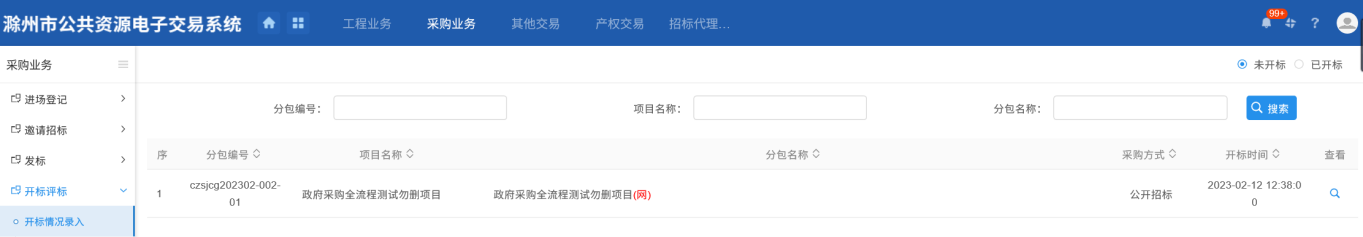 滁州市公共资源电子交易系统 工程业务 采购业务 其他交易 产权交易 招标代理... 99+ ?
采购业务 未开标 已开标
进场登记
分包编号： 项目名称： 分包名称： 搜索
邀请招标
发标
序 分包编号 项目名称 分包名称 采购方式 开标时间 查看
开标评标
1 czsjcg202302-002-01 政府采购全流程测试勿删项目 政府采购全流程测试勿删项目(网) 公开招标 2023-02-12 12:38:00
开标情况录入